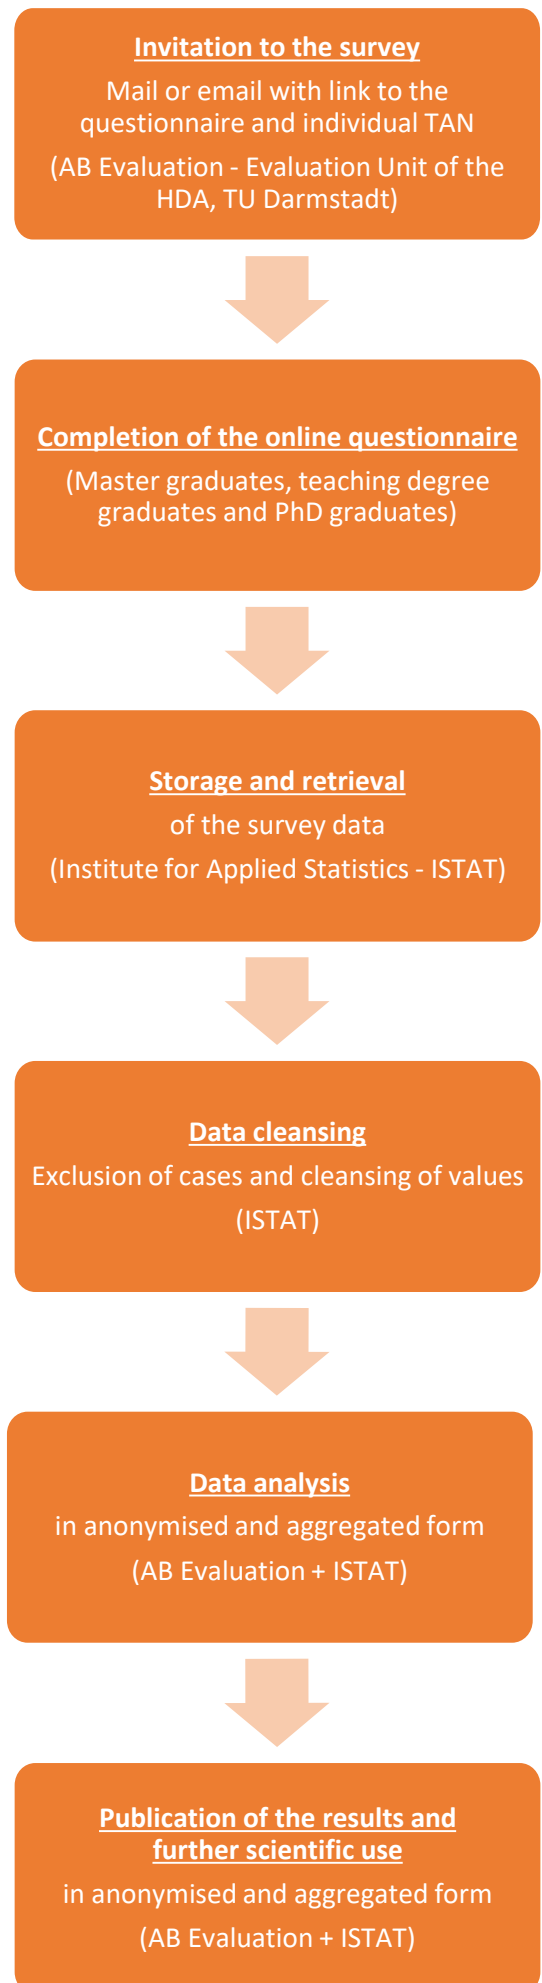 Invitation to the survey
Mail or email with link to the
questionnaire and individual TAN
(AB Evaluation - Evaluation Unit of the
HDA, TU Darmstadt)
Completion of the online questionnaire
(Master graduates, teaching degree
graduates and PhD graduates)
Storage and retrieval
of the survey data
(Institute for Applied Statistics - ISTAT)
Data cleansing
Exclusion of cases and cleansing of values
(ISTAT)
Data analysis
in anonymised and aggregated form
(AB Evaluation + ISTAT)
Publication of the results and
further scientific use
in anonymised and aggregated form
(AB Evaluation + ISTAT)